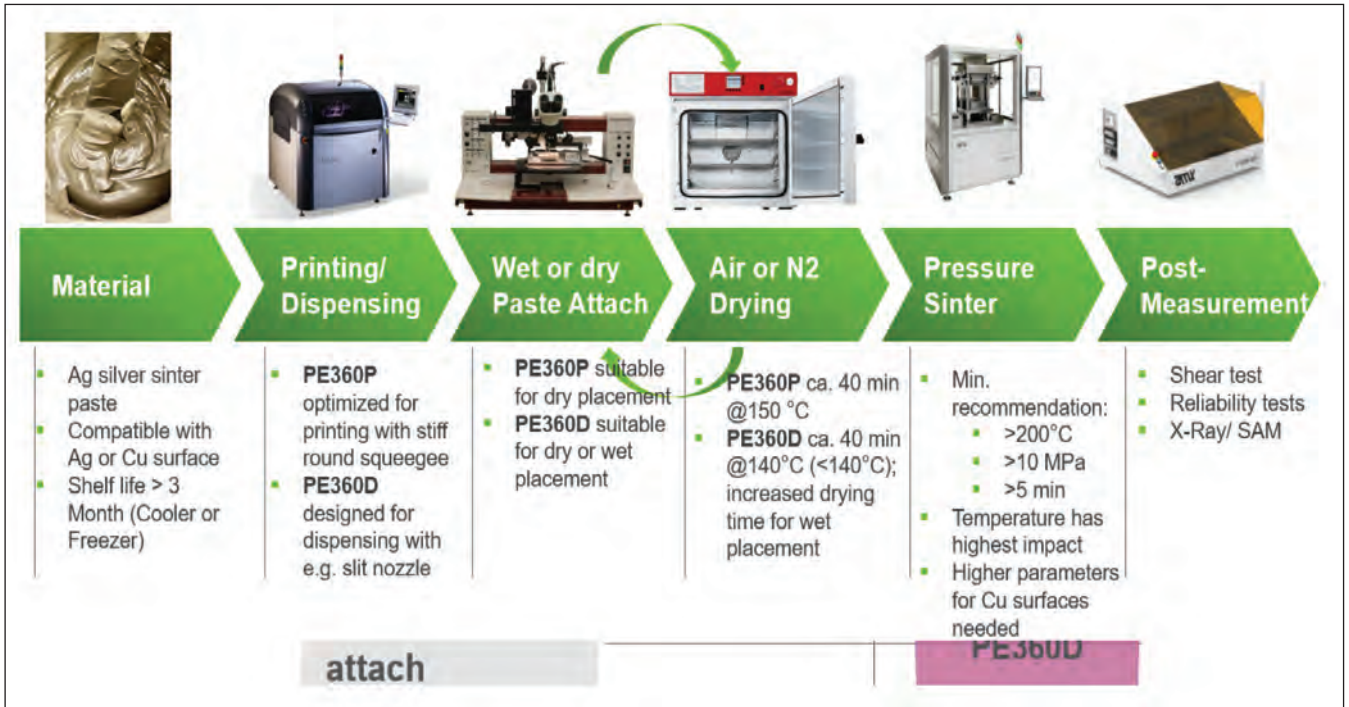 Material
Printing/
Dispensing
Wet or dry
Paste Attach
Air or N2
Drying
Pressure
Sinter
Post-
Measurement
Ag silver sinter
paste
Compatible with
Ag or Cu surface
Shelf life > 3
Month (Cooler or
Freezer)
PE360P
optimized for
printing with stiff
round squeegee
PE360D
designed for
dispensing with
e.g. slit nozzle
PE360P suitable
for dry placement
PE360D suitable
for dry or wet
placement
PE360P ca. 40 min
@150 °C
PE360D ca. 40 min
@140°C (<140°C);
increased drying
time for wet
placement
Min.
recommendation:
>200°C
>10 MPa
>5 min
Temperature has
highest impact
Higher parameters
for Cu surfaces
needed
Shear test
Reliability tests
X-Ray/ SAM
attach
PE360D